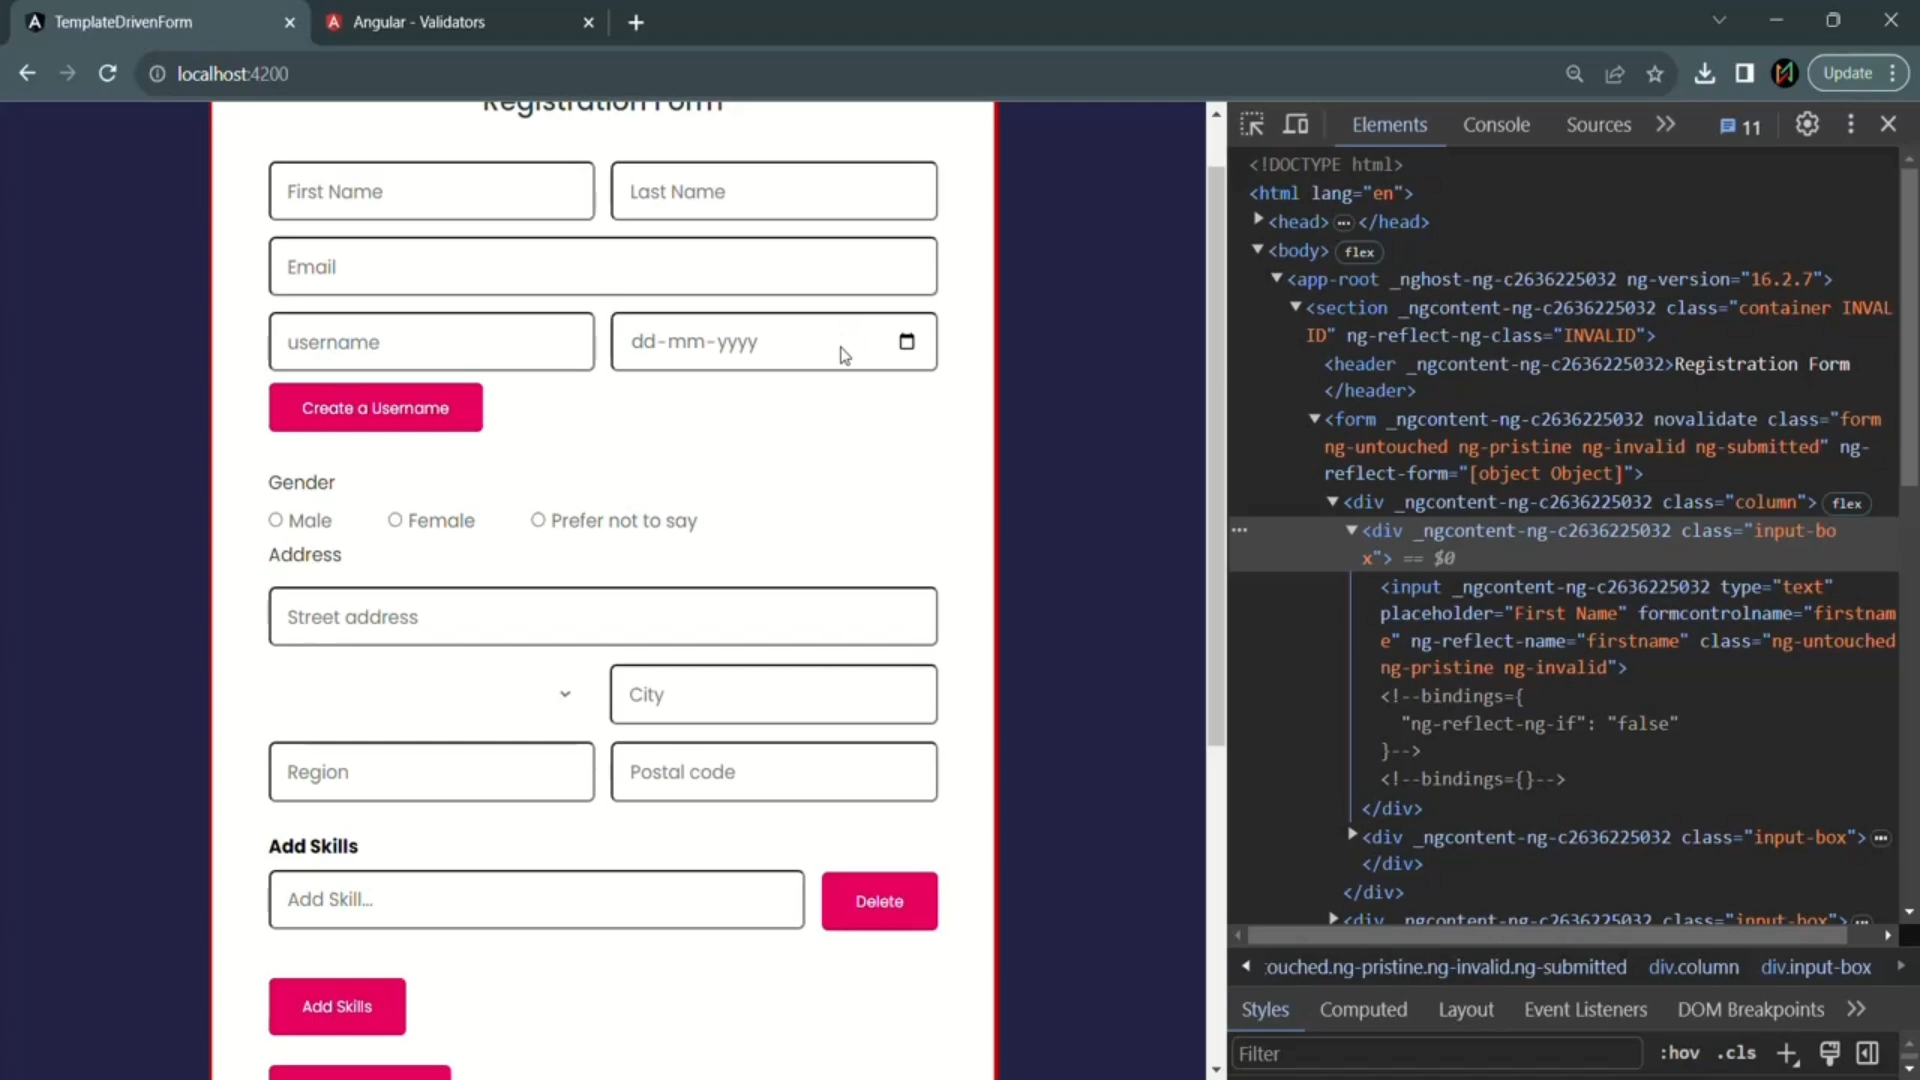 TemplateDrivenForm
Angular - Validators
localhost:4200
Update
Registration Form
First Name
Last Name
Email
username
dd-mm-yyyy
Create a Username
Gender
Male
Female
Prefer not to say
Address
Street address
City
Region
Postal code
Add Skills
Add Skill...
Delete
Add Skills
Elements
Console
Sources
11
<!DOCTYPE html>
<html lang="en">
<head> ⋯ </head>
<body> flex
<app-root _nghost-ng-c2636225032 ng-version="16.2.7">
<section _ngcontent-ng-c2636225032 class="container INVAL
ID" ng-reflect-ng-class="INVALID">
<header _ngcontent-ng-c2636225032>Registration Form
</header>
<form _ngcontent-ng-c2636225032 novalidate class="form
ng-untouched ng-pristine ng-invalid ng-submitted" ng-
reflect-form="[object Object]">
<div _ngcontent-ng-c2636225032 class="column"> flex
<div _ngcontent-ng-c2636225032 class="input-bo
x"> == $0
<input _ngcontent-ng-c2636225032 type="text"
placeholder="First Name" formcontrolname="firstnam
e" ng-reflect-name="firstname" class="ng-untouched
ng-pristine ng-invalid">
<!--bindings={
"ng-reflect-ng-if": "false"
}-->
<!--bindings={}-->
</div>
<div _ngcontent-ng-c2636225032 class="input-box"> ⋯
</div>
</div>
<div _ngcontent-ng-c2636225032 class="input-box"> ⋯
:ouched.ng-pristine.ng-invalid.ng-submitted
div.column
div.input-box
Styles
Computed
Layout
Event Listeners
DOM Breakpoints
Filter
:hov
.cls